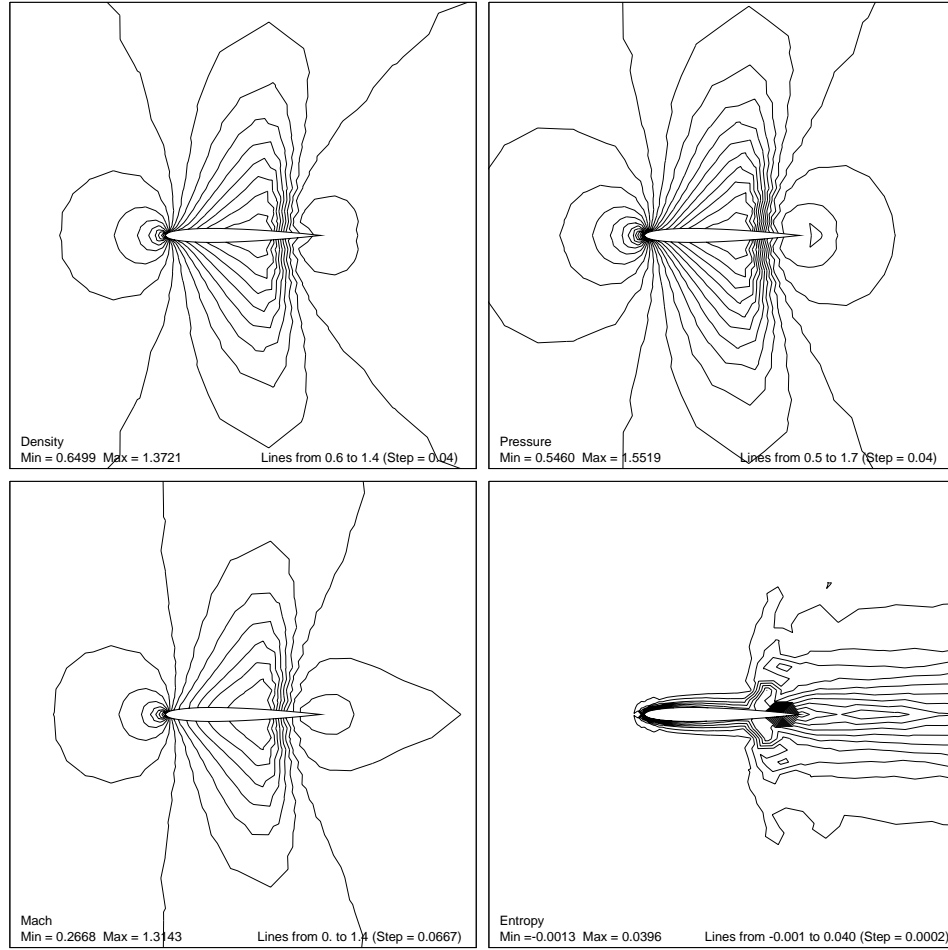 Density
Min = 0.6499 Max = 1.3721 Lines from 0.6 to 1.4 (Step = 0.04)
Pressure
Min = 0.5460 Max = 1.5519 Lines from 0.5 to 1.7 (Step = 0.04)
Mach
Min = 0.2668 Max = 1.3143 Lines from 0. to 1.4 (Step = 0.0667)
Entropy
Min =-0.0013 Max = 0.0396 Lines from -0.001 to 0.040 (Step = 0.0002)